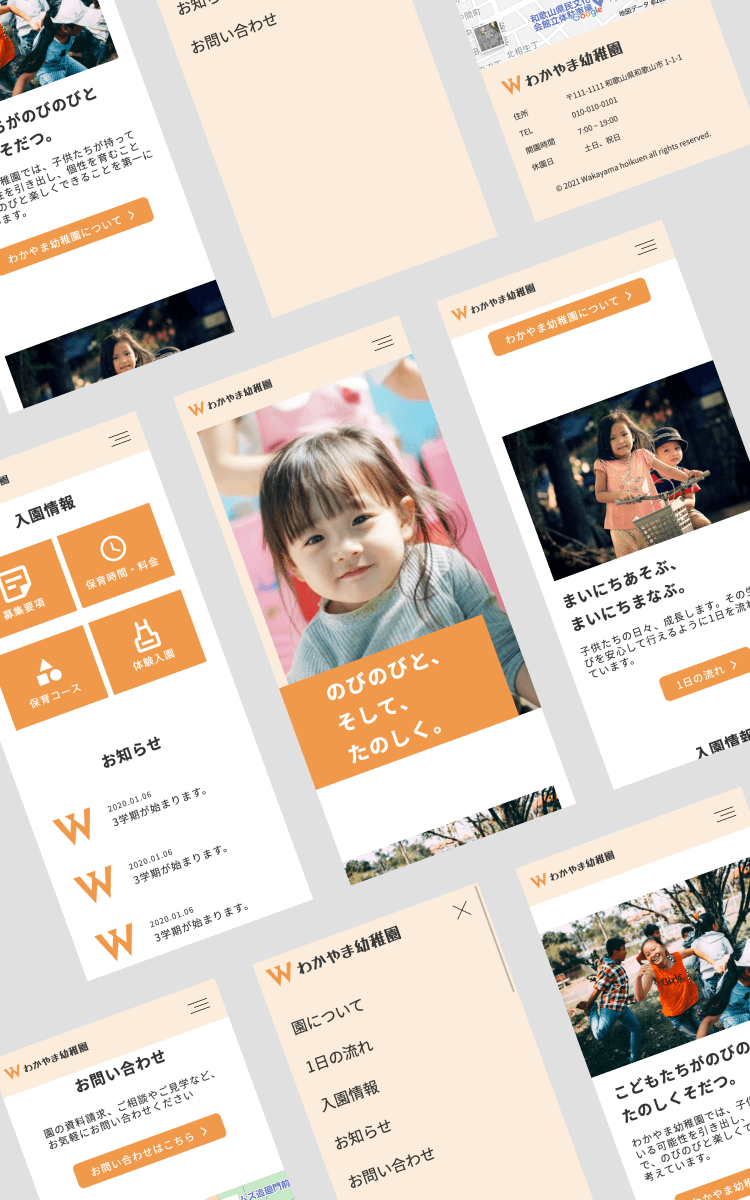 お問い合わせ
和歌山県民文化
会館立体駐車場
Google
北相生丁
わかやま幼稚園
住所
〒111-1111 和歌山県和歌山市 1-1-1
TEL
010-010-0101
開園時間
7:00 ~ 19:00
休園日
土日、祝日
© 2021 Wakayama hoikuen all rights reserved.
がのびのびと
そだつ。
稚園では、子供たちが持って
性を引き出し、個性を育むこと
のびと楽しくできることを第一に
ます。
わかやま幼稚園について
わかやま幼稚園
わかやま幼稚園について
まいにちあそぶ、
まいにちまなぶ。
子供たちの日々、成長します。その
びを安心して行えるように1日を流
ています。
1日の流れ
入園情報
W わかやま幼稚園
のびのびと、
そして、
たのしく。
園
入園情報
募集要項
保育時間・料金
保育コース
体験入園
お知らせ
2020.01.06
3学期が始まります。
2020.01.06
3学期が始まります。
2020.01.06
3学期が始まります。
W わかやま幼稚園
お問い合わせ
園の資料請求、ご相談やご見学など、
お気軽にお問い合わせください
お問い合わせはこちら
W わかやま幼稚園
園について
1日の流れ
入園情報
お知らせ
お問い合わせ
W わかやま幼稚園
こどもたちがのびの
たのしくそだつ。
わかやま幼稚園では、子
いる可能性を引き出し、
で、のびのびと楽しくで
考えています。
わかやま幼稚園